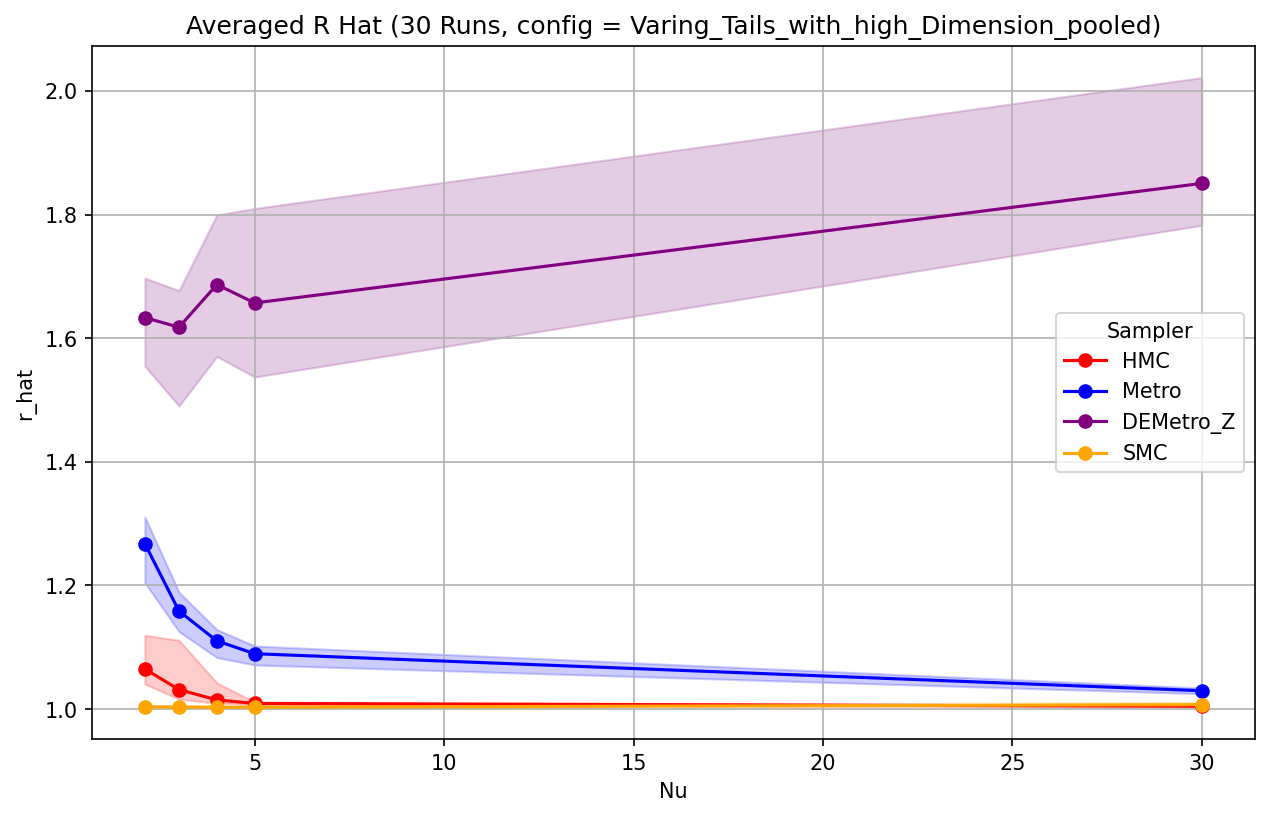 Averaged R Hat (30 Runs, config = Varing_Tails_with_high_Dimension_pooled)
r_hat
2.0
1.8
1.6
1.4
1.2
1.0
Sampler
HMC
Metro
DEMetro_Z
SMC
5 10 15 20 25 30
Nu